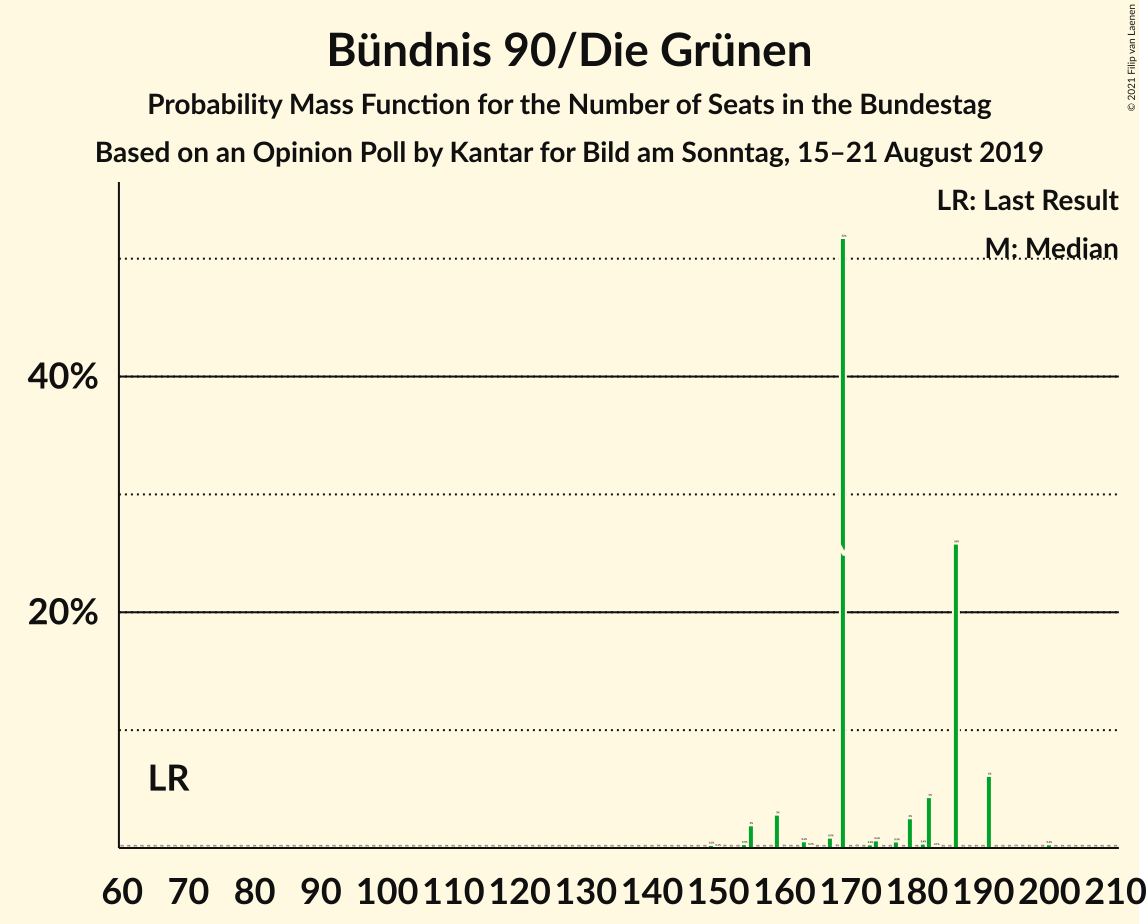 Bündnis 90/Die Grünen
Probability Mass Function for the Number of Seats in the Bundestag
Based on an Opinion Poll by Kantar for Bild am Sonntag, 15–21 August 2019
© 2021 Filip van Laenen
LR: Last Result
M: Median
40%
20%
LR
60 70 80 90 100 110 120 130 140 150 160 170 180 190 200 210